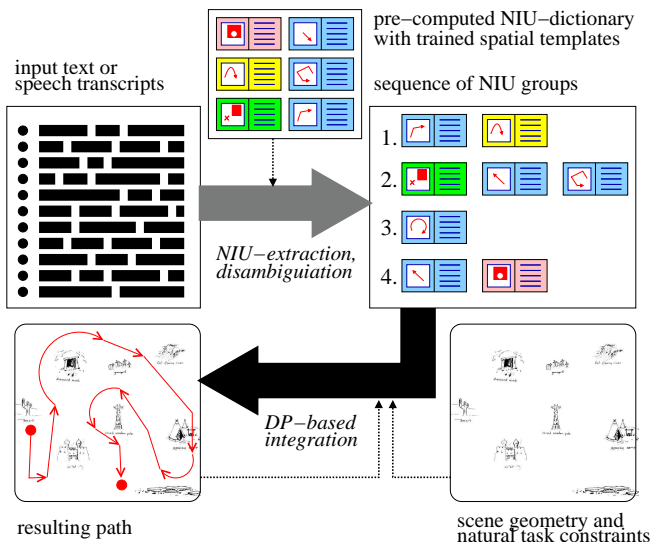 pre-computed NIU-dictionary
with trained spatial templates
input text or
speech transcripts
sequence of NIU groups
1.
2.
3.
4.
NIU-extraction,
disambiguiation
DP-based
integration
resulting path
scene geometry and
natural task constraints